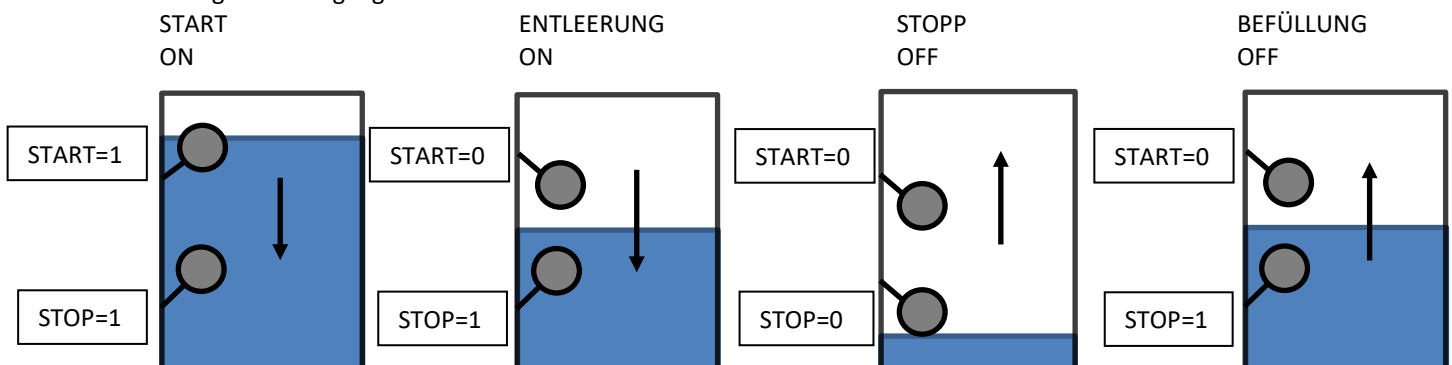 START
ON
ENTLEERUNG
ON
STOPP
OFF
BEFÜLLUNG
OFF
START=1
START=0
START=0
START=0
STOP=1
STOP=1
STOP=0
STOP=1